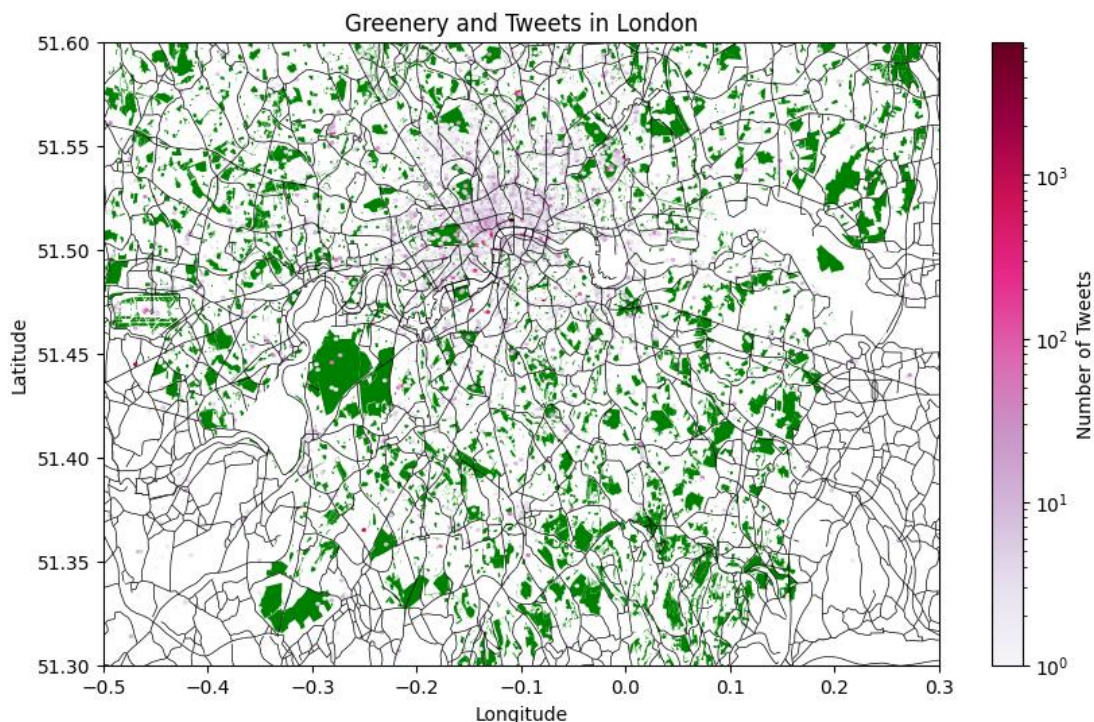 Greenery and Tweets in London
51.60
51.55
51.50
51.45
51.40
51.35
51.30
Latitude
−0.5 −0.4 −0.3 −0.2 −0.1 0.0 0.1 0.2 0.3
Longitude
10³
10²
10¹
10⁰
Number of Tweets